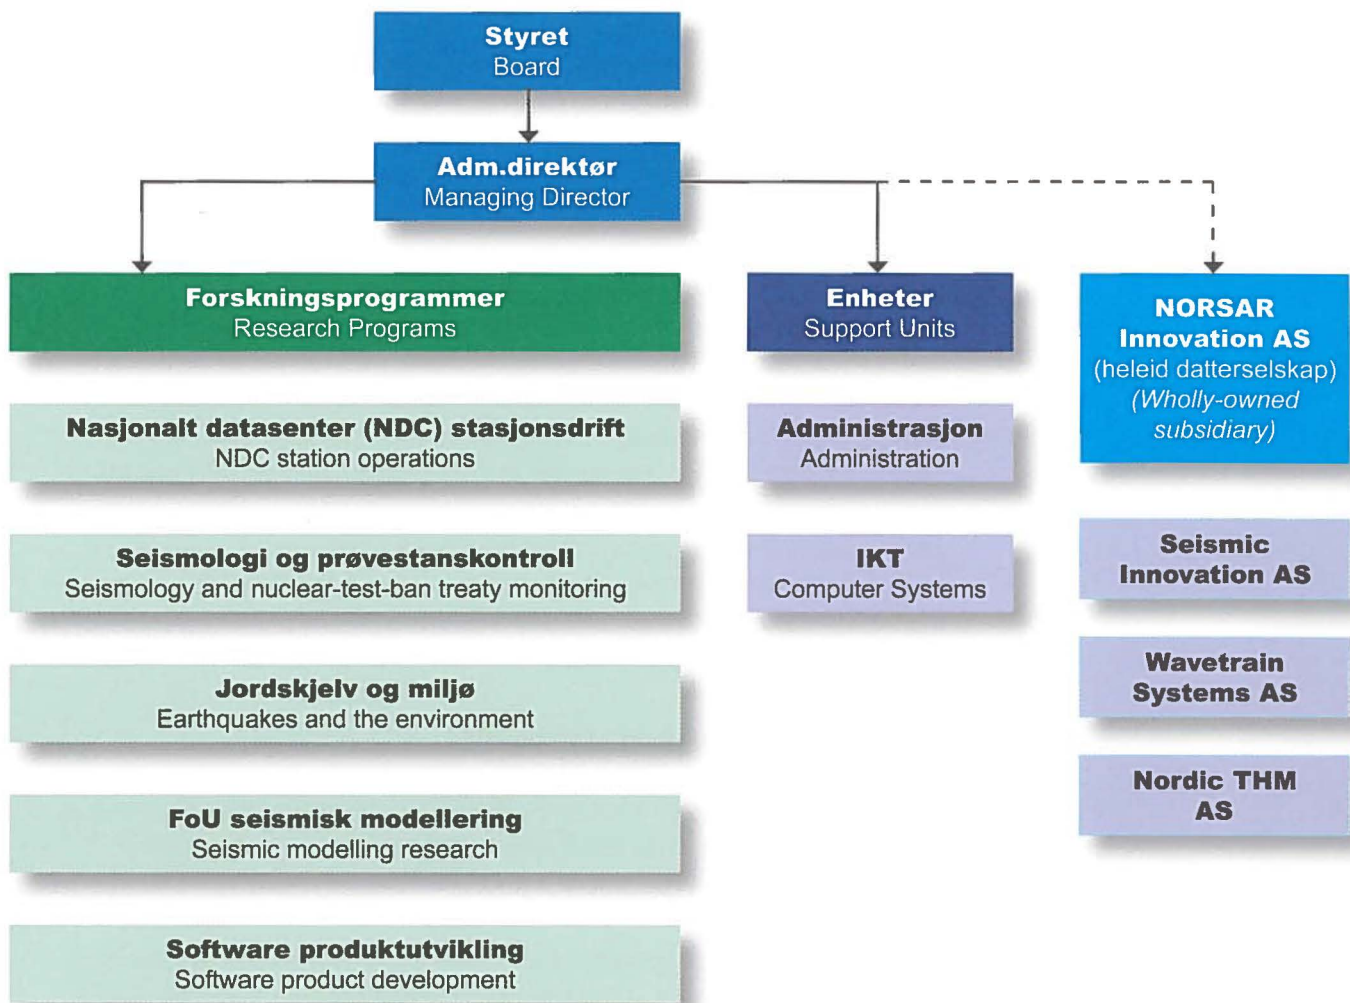 Styret
Board
Adm.direktør
Managing Director
Forskningsprogrammer
Research Programs
Nasjonalt datasenter (NDC) stasjonsdrift
NDC station operations
Seismologi og prøvestanskontroll
Seismology and nuclear-test-ban treaty monitoring
Jordskjelv og miljø
Earthquakes and the environment
FoU seismisk modellering
Seismic modelling research
Software produktutvikling
Software product development
Enheter
Support Units
Administrasjon
Administration
IKT
Computer Systems
NORSAR
Innovation AS
(heleid datterselskap)
(Wholly-owned
subsidiary)
Seismic
Innovation AS
Wavetrain
Systems AS
Nordic THM
AS